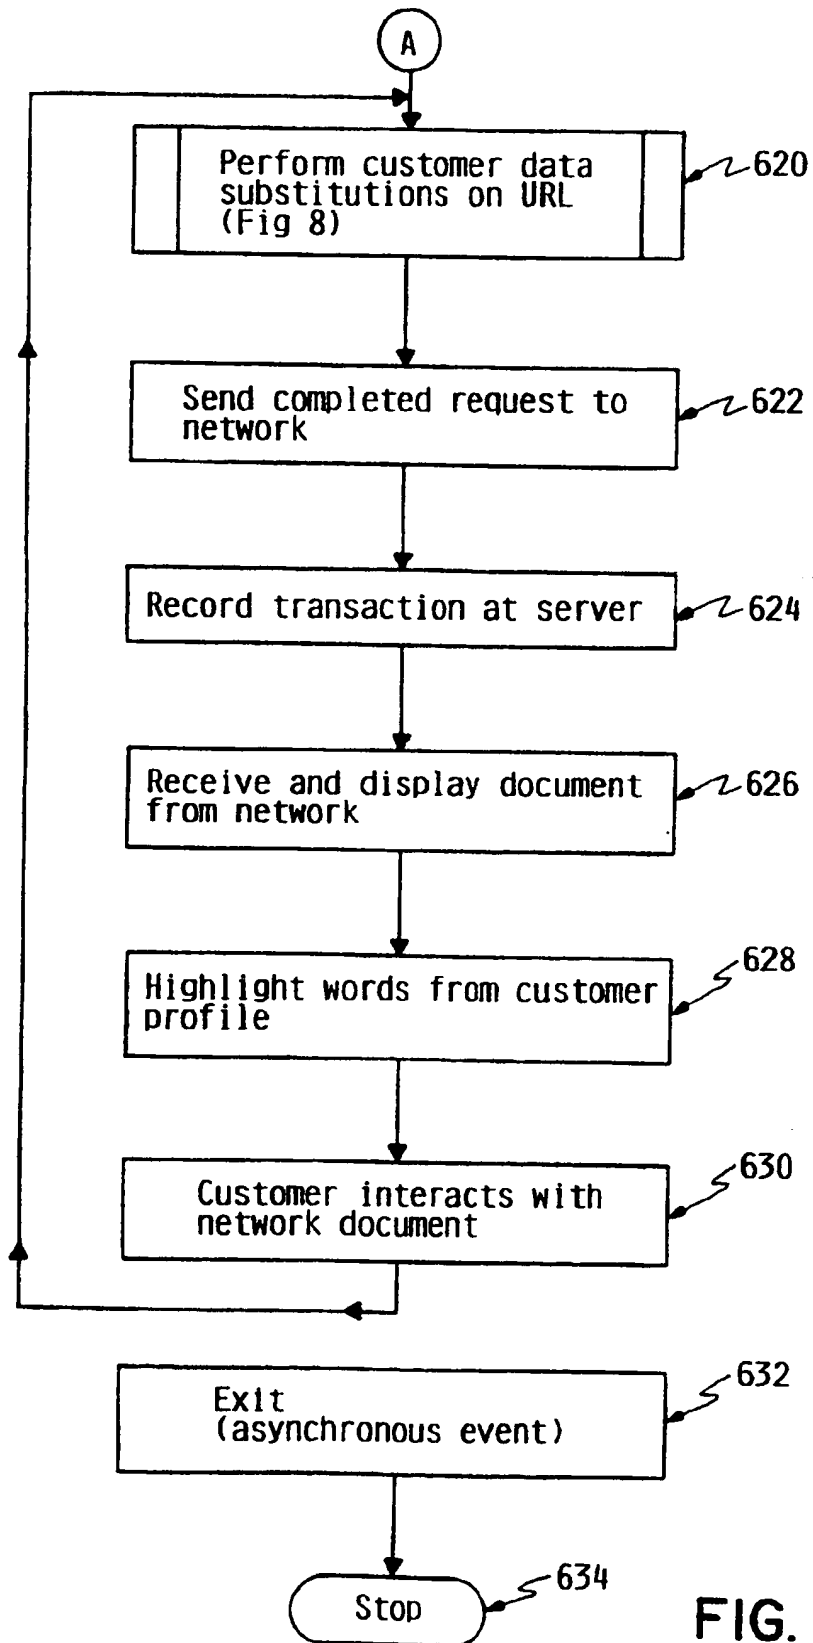 A
Perform customer data
substitutions on URL
(Fig 8)
620
Send completed request to
network
622
Record transaction at server
624
Receive and display document
from network
626
Highlight words from customer
profile
628
Customer interacts with
network document
630
Exit
(asynchronous event)
632
Stop
634
FIG.